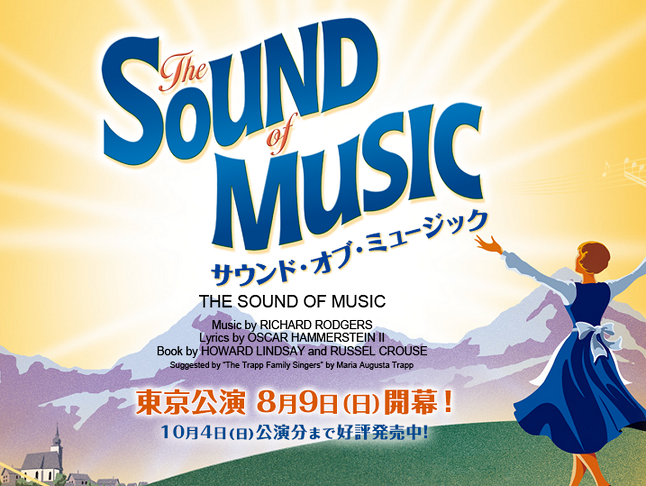 The
SOUND
of
MUSIC
サウンド・オブ・ミュージック
THE SOUND OF MUSIC
Music by RICHARD RODGERS
Lyrics by OSCAR HAMMERSTEIN II
Book by HOWARD LINDSAY and RUSSEL CROUSE
Suggested by "The Trapp Family Singers" by Maria Augusta Trapp
東京公演 8月9日(日)開幕!
10月4日(日)公演分まで好評発売中!